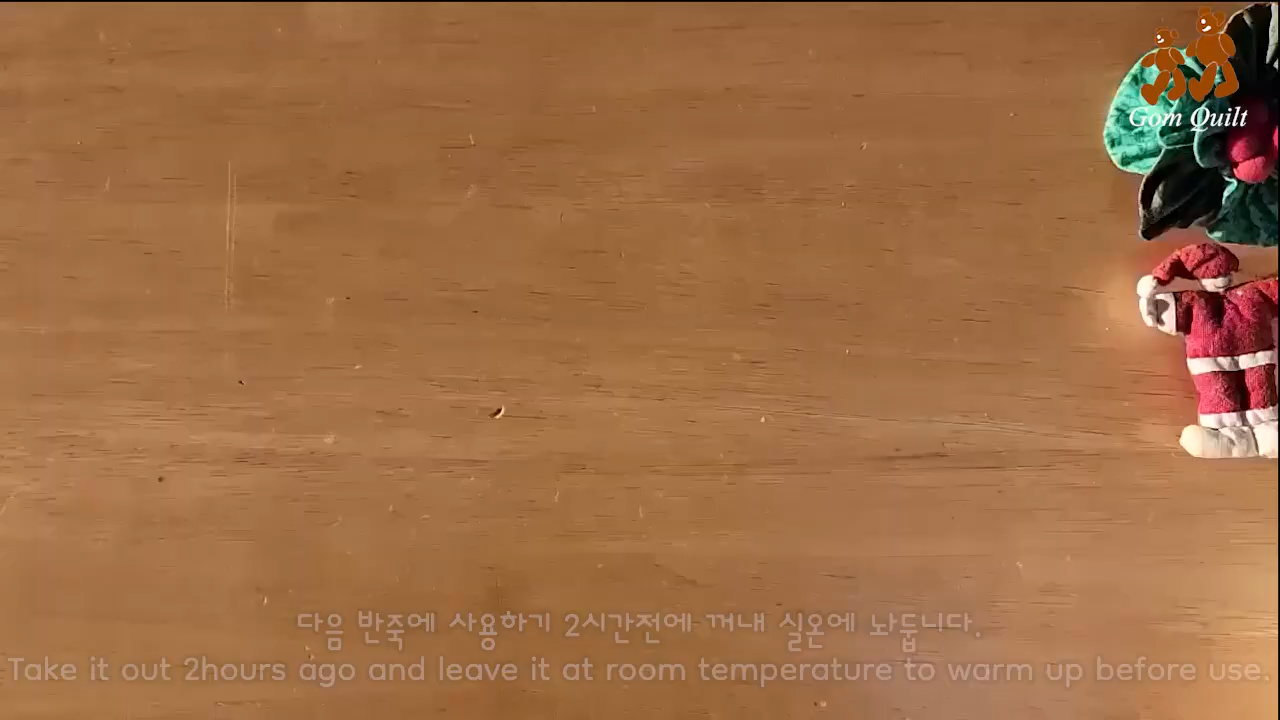 Gom Quilt
다음 반죽에 사용하기 2시간전에 꺼내 실온에 놔둡니다.
Take it out 2hours ago and leave it at room temperature to warm up before use.